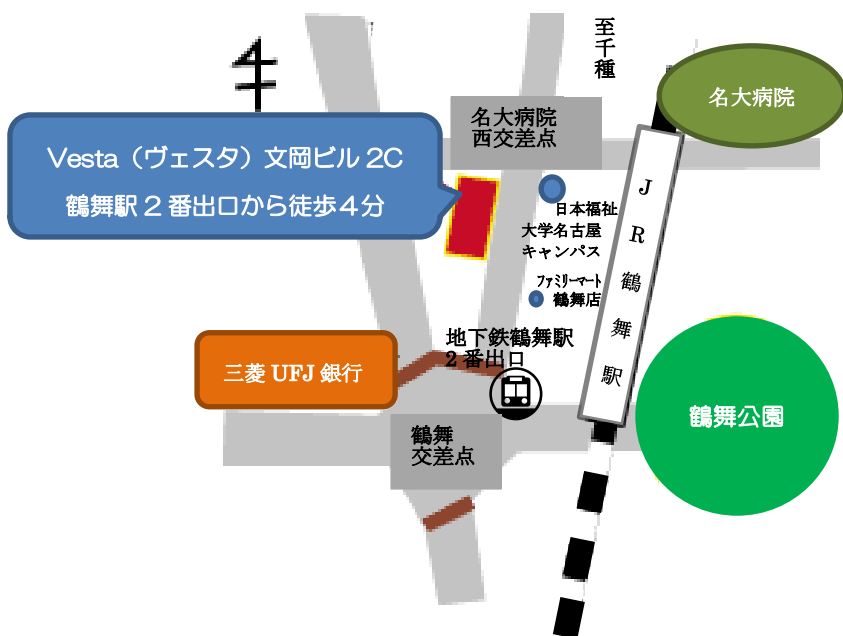 至千種
名大病院
名大病院
西交差点
Vesta（ヴェスタ）文岡ビル 2C
鶴舞駅２番出口から徒歩４分
日本福祉
大学名古屋
キャンパス
ファミリーマート
鶴舞店
JR鶴舞駅
地下鉄鶴舞駅
２番出口
三菱 UFJ 銀行
鶴舞公園
鶴舞
交差点